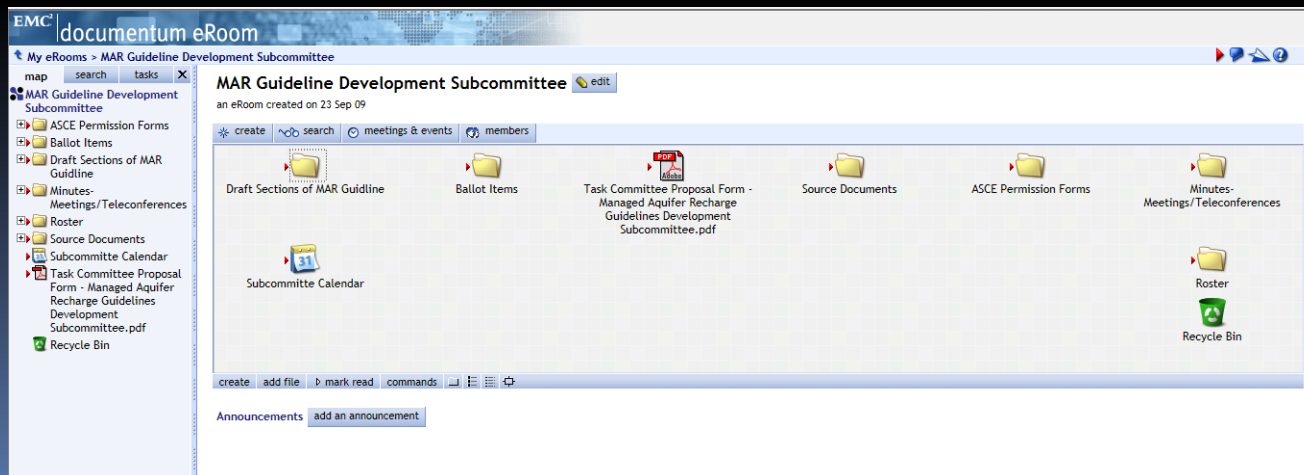 EMC²
documentum eRoom
My eRooms > MAR Guideline Development Subcommittee
map search tasks X
MAR Guideline Development
Subcommittee
ASCE Permission Forms
Ballot Items
Draft Sections of MAR
Guidline
Minutes-
Meetings/Teleconferences
Roster
Source Documents
Subcommitte Calendar
Task Committee Proposal
Form - Managed Aquifer
Recharge Guidelines
Development
Subcommittee.pdf
Recycle Bin
MAR Guideline Development Subcommittee edit
an eRoom created on 23 Sep 09
create search meetings & events members
Draft Sections of MAR Guidline
Ballot Items
PDF
Adobe
Task Committee Proposal Form -
Managed Aquifer Recharge
Guidelines Development
Subcommittee.pdf
Source Documents
ASCE Permission Forms
Minutes-
Meetings/Teleconferences
31
Subcommitte Calendar
Roster
Recycle Bin
create add file mark read commands
Announcements add an announcement